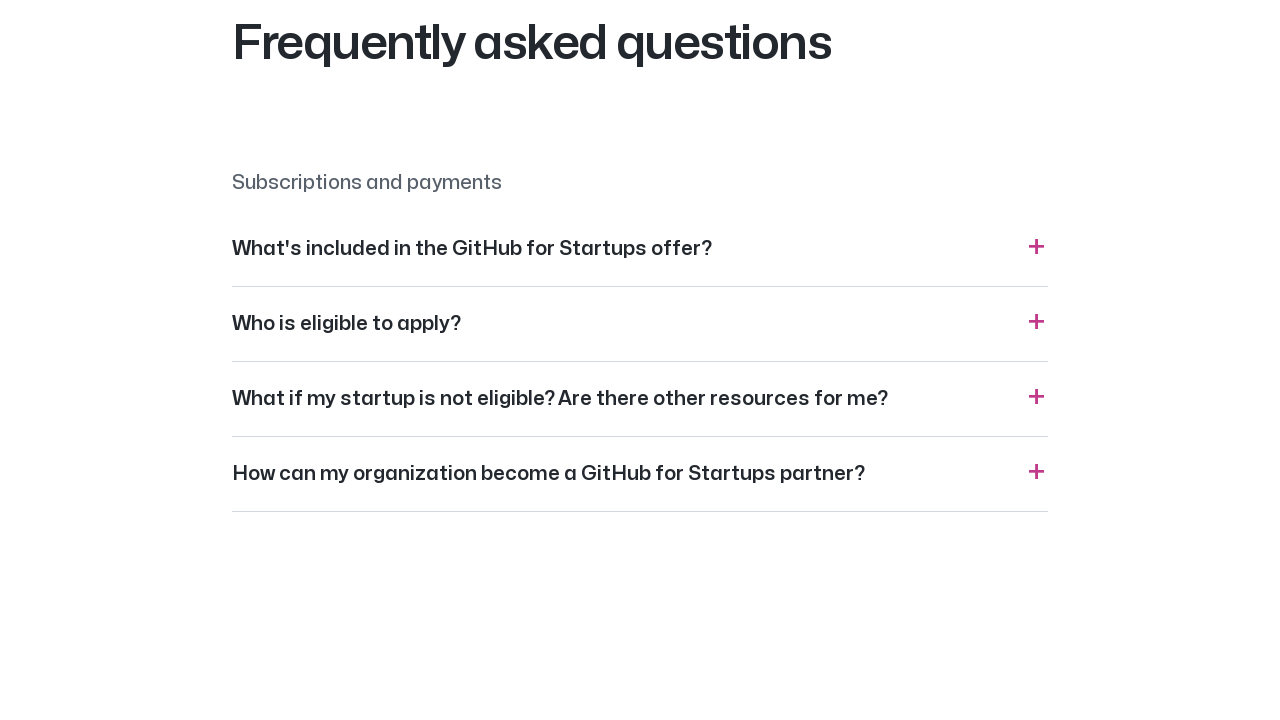 Frequently asked questions
Subscriptions and payments
What's included in the GitHub for Startups offer?
Who is eligible to apply?
What if my startup is not eligible? Are there other resources for me?
How can my organization become a GitHub for Startups partner?